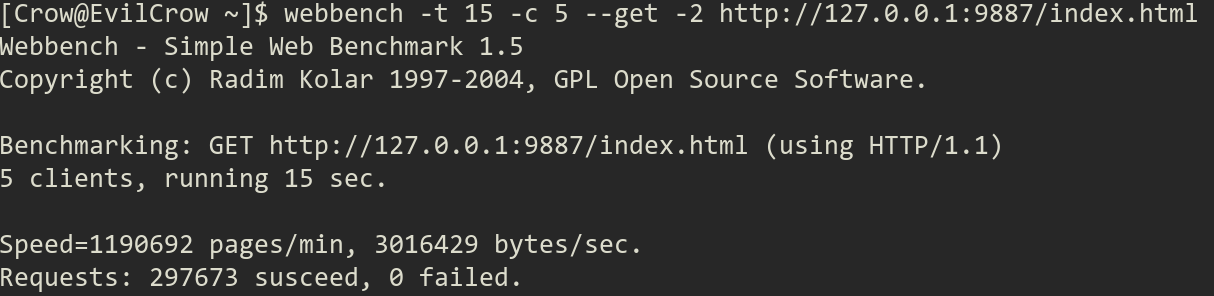 [Crow@EvilCrow ~]$ webbench -t 15 -c 5 --get -2 http://127.0.0.1:9887/index.html
Webbench - Simple Web Benchmark 1.5
Copyright (c) Radim Kolar 1997-2004, GPL Open Source Software.
Benchmarking: GET http://127.0.0.1:9887/index.html (using HTTP/1.1)
5 clients, running 15 sec.
Speed=1190692 pages/min, 3016429 bytes/sec.
Requests: 297673 susceed, 0 failed.